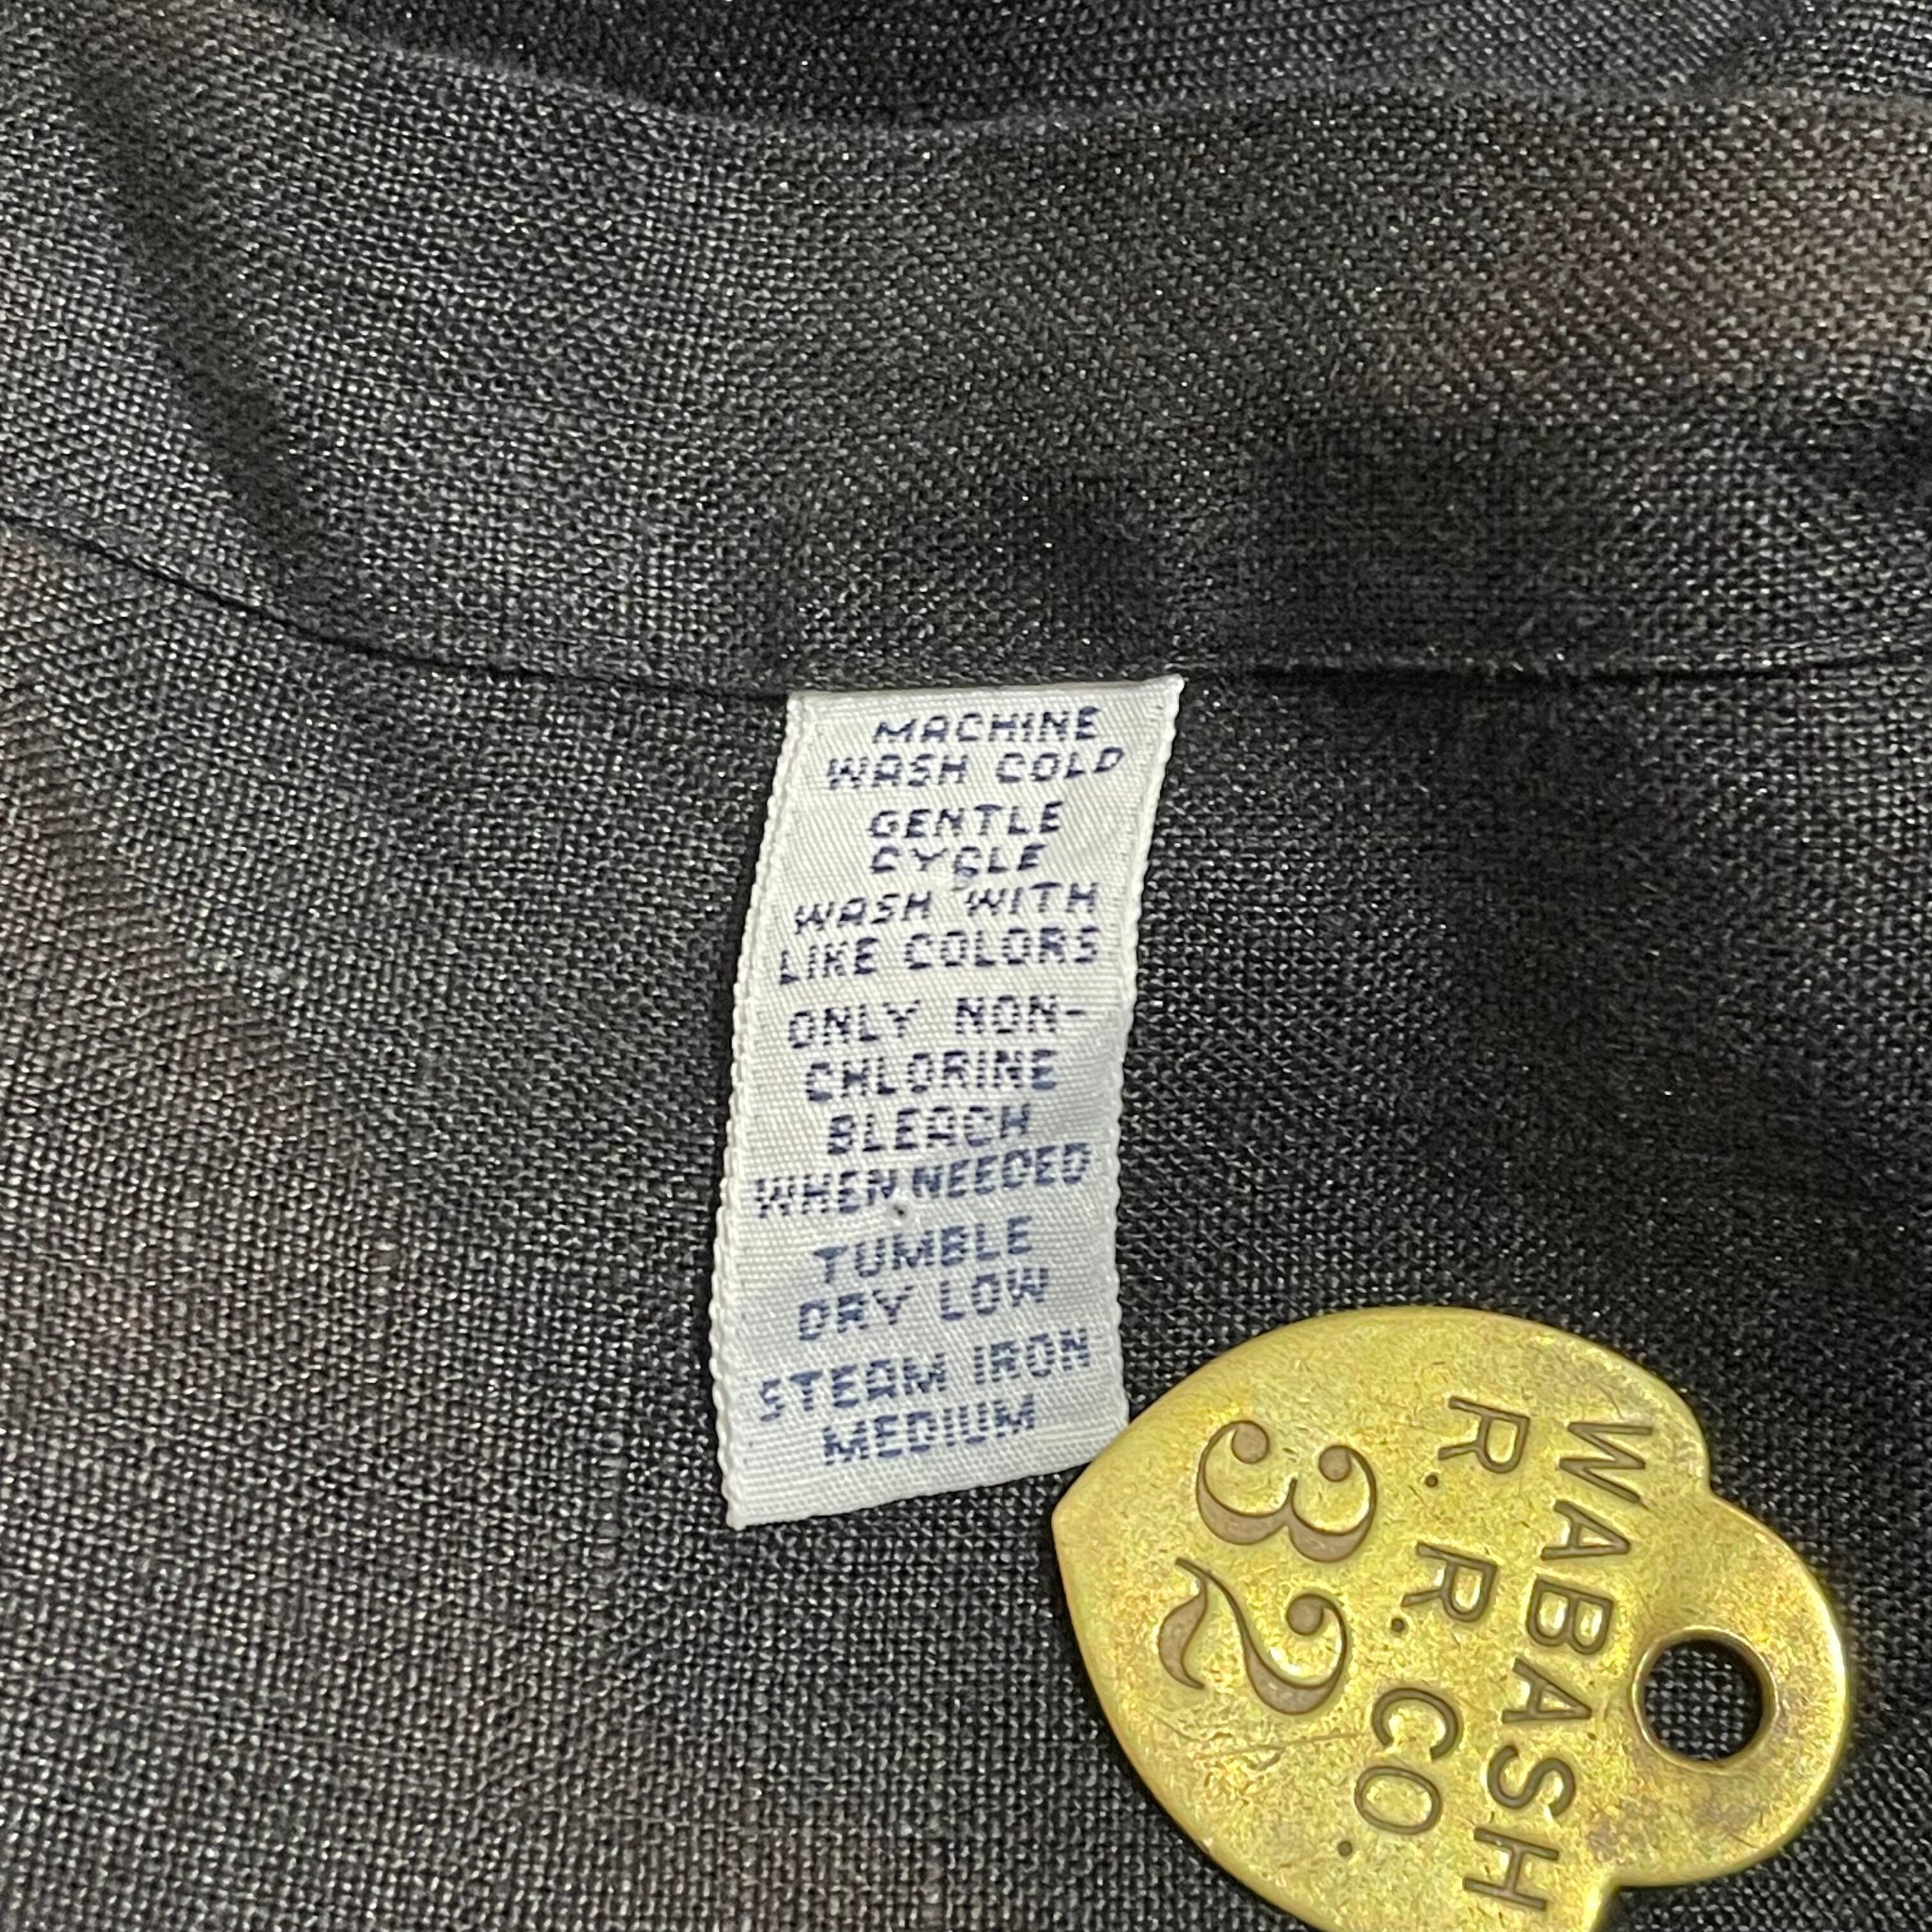 MACHINE
WASH COLD
GENTLE
CYCLE
WASH WITH
LIKE COLORS
ONLY NON-
CHLORINE
BLEACH
WHEN NEEDED
TUMBLE
DRY LOW
STEAM IRON
MEDIUM
WABASH
R. R. CO.
32